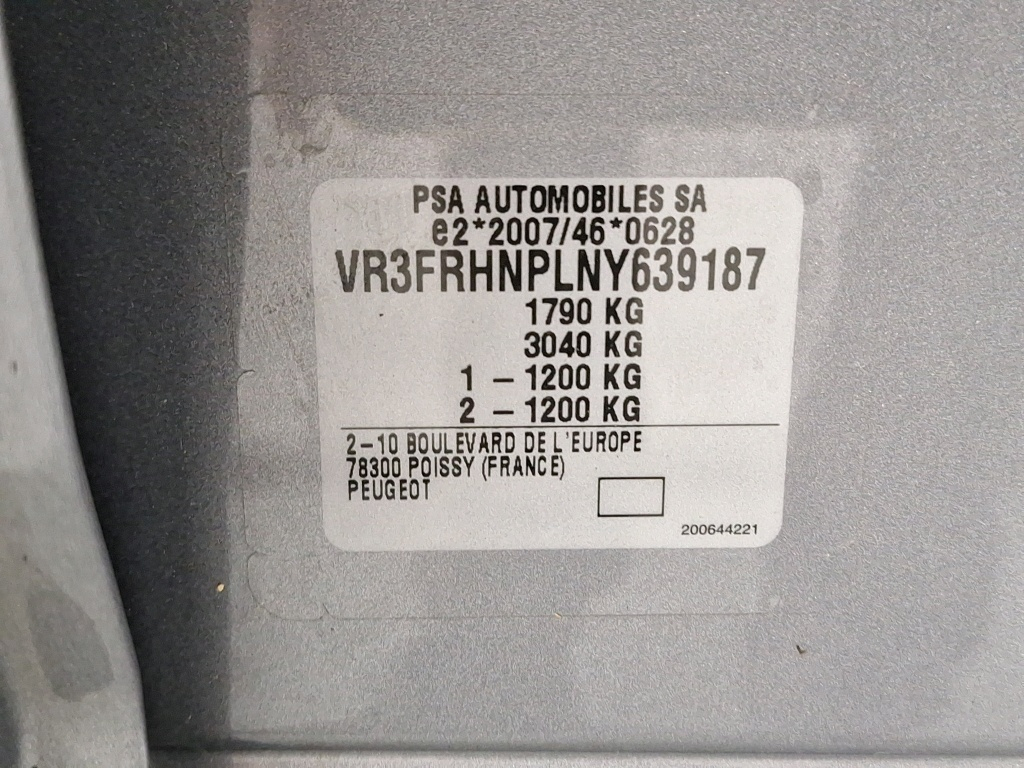 PSA AUTOMOBILES SA
e2*2007/46*0628
VR3FRHNPLNY639187
1790 KG
3040 KG
1 – 1200 KG
2 – 1200 KG
2–10 BOULEVARD DE L'EUROPE
78300 POISSY (FRANCE)
PEUGEOT
200644221